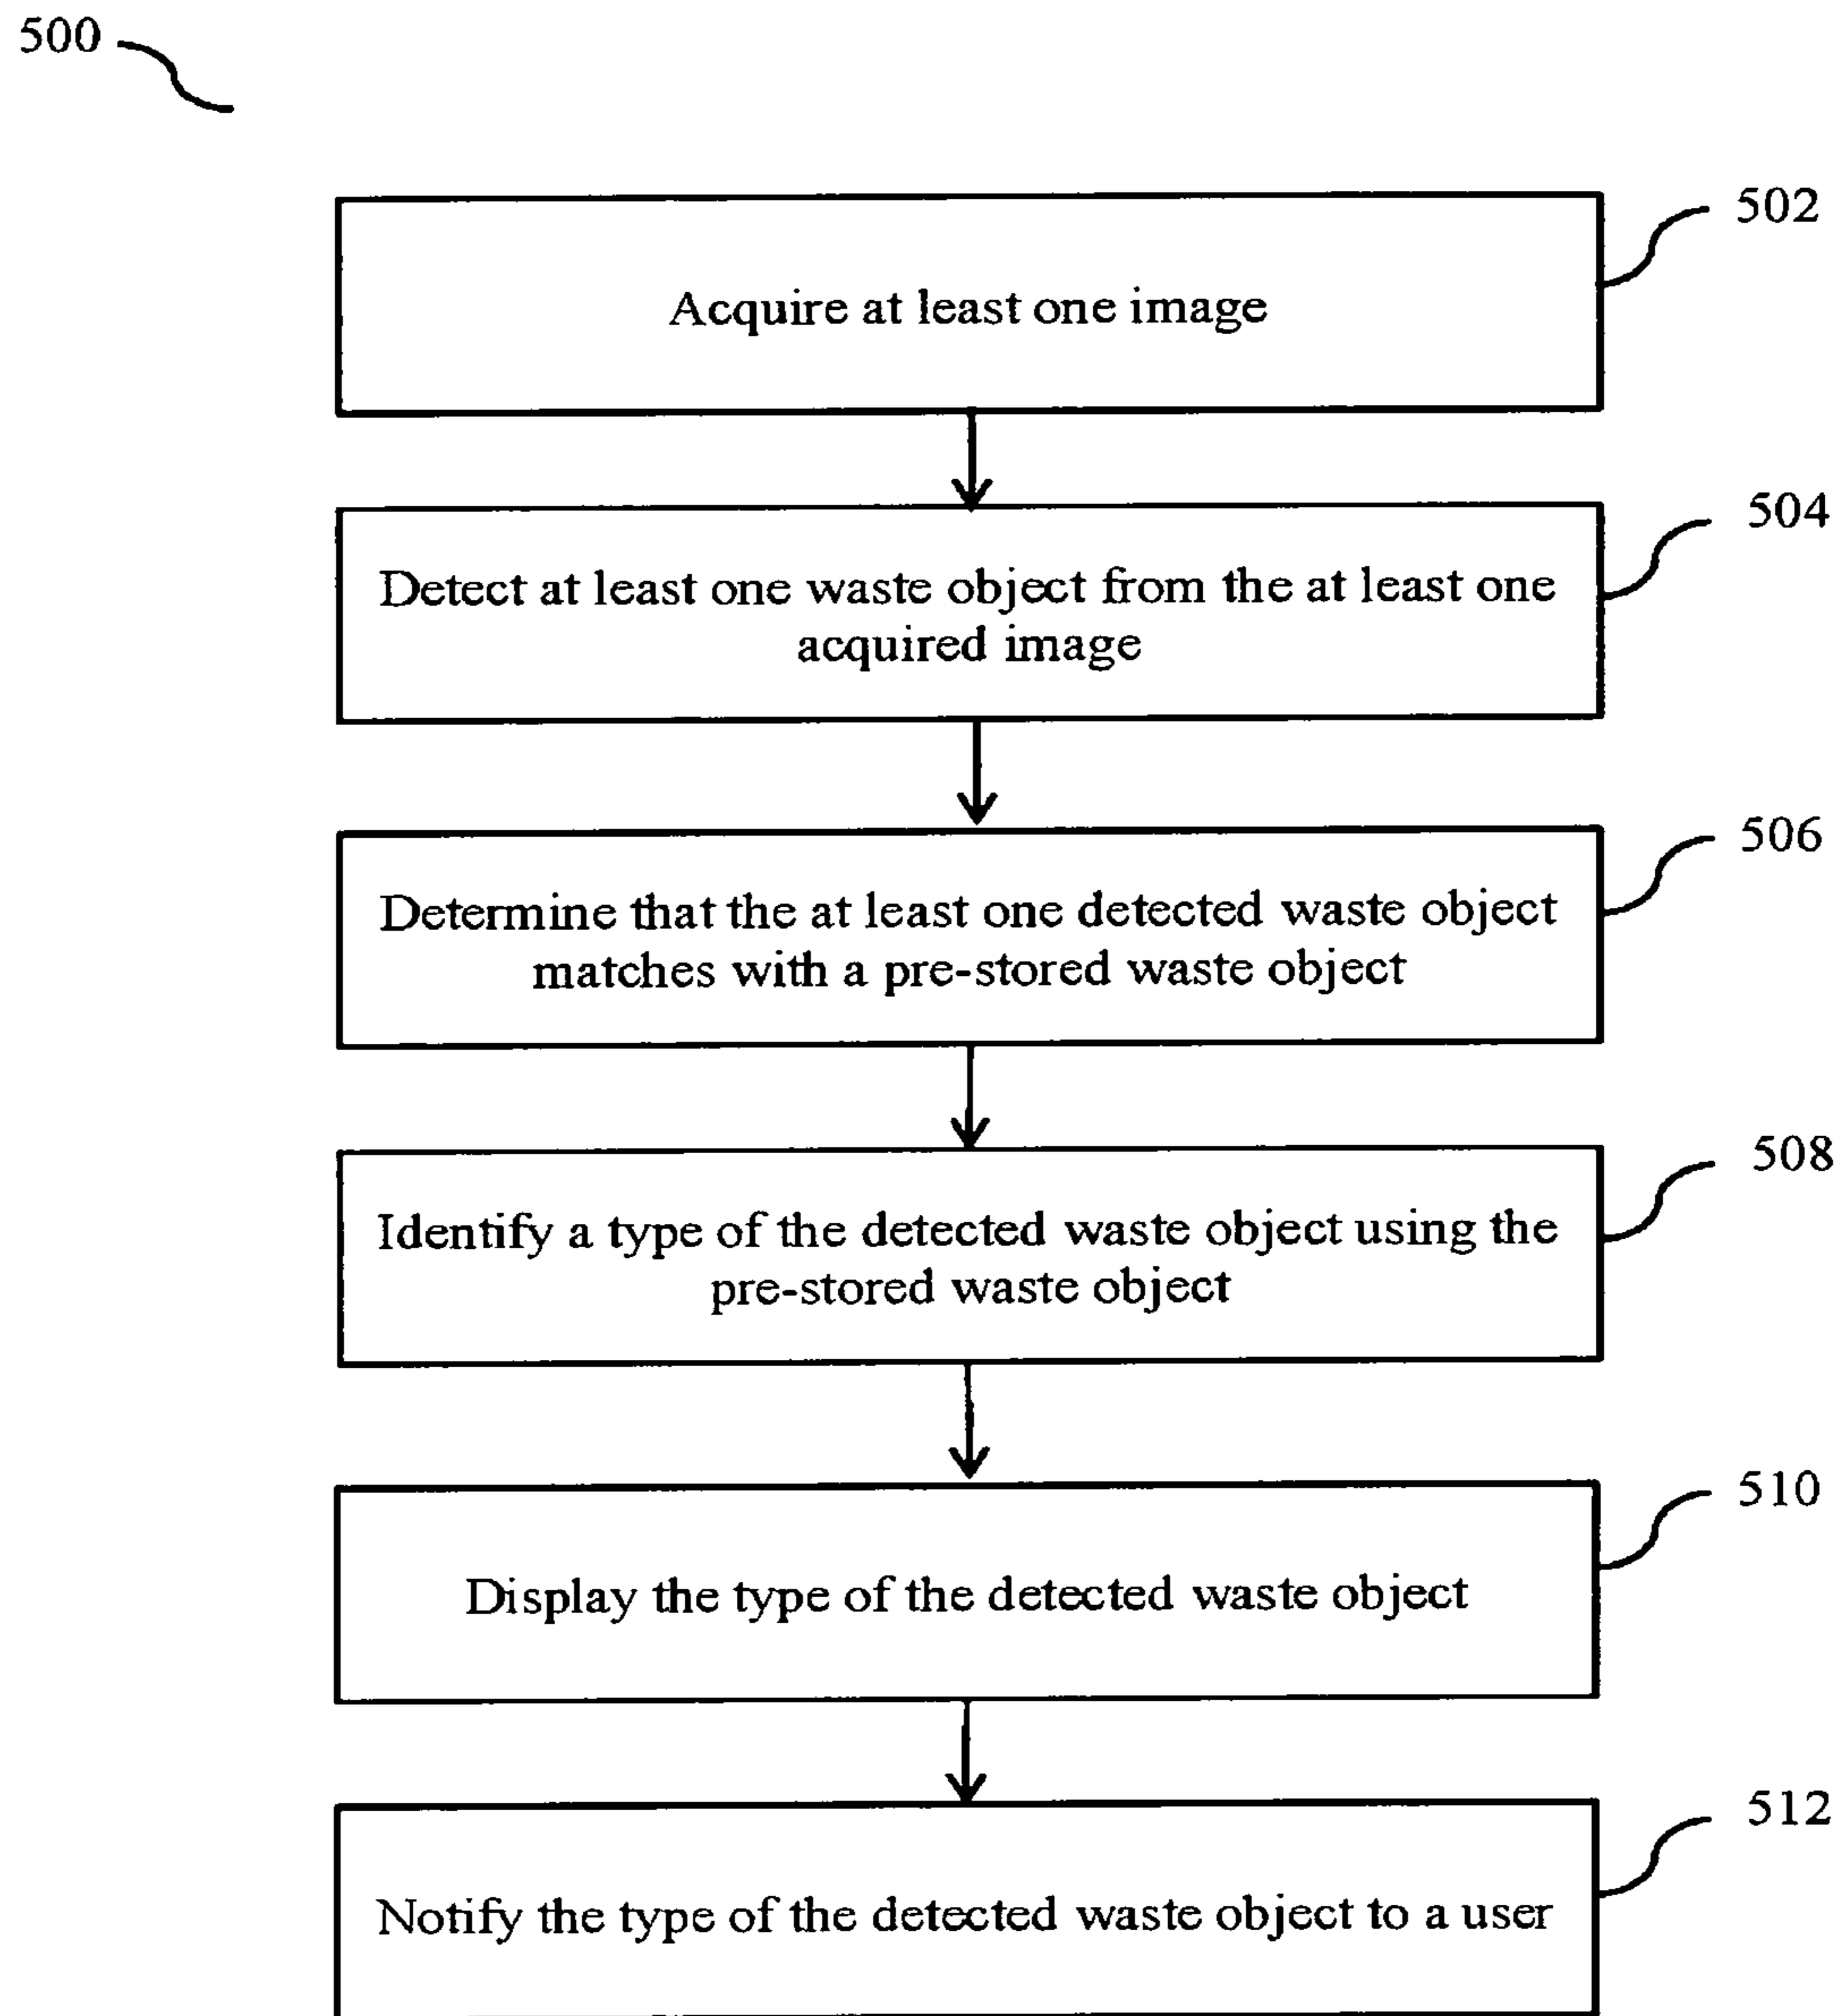 500
502
Acquire at least one image
504
Detect at least one waste object from the at least one
acquired image
506
Determine that the at least one detected waste object
matches with a pre-stored waste object
508
Identify a type of the detected waste object using the
pre-stored waste object
510
Display the type of the detected waste object
512
Notify the type of the detected waste object to a user